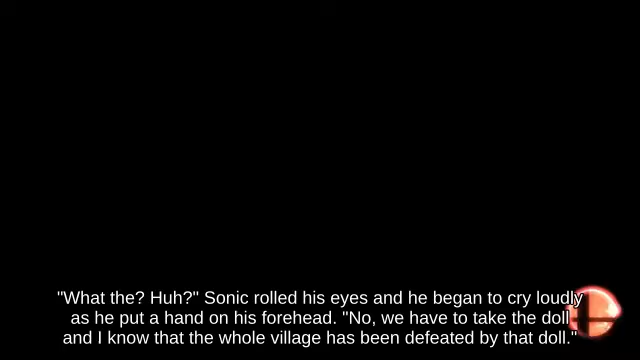 "What the? Huh?" Sonic rolled his eyes and he began to cry loudly
as he put a hand on his forehead. "No, we have to take the doll
and I know that the whole village has been defeated by that doll."